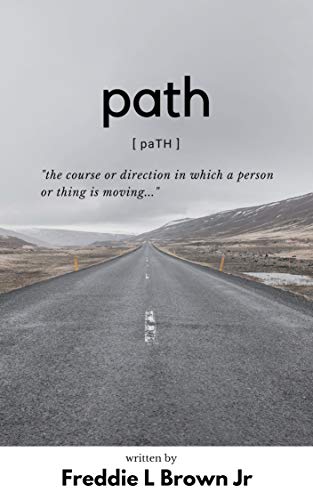 path
[ paTH ]
"the course or direction in which a person
or thing is moving..."
written by
Freddie L Brown Jr